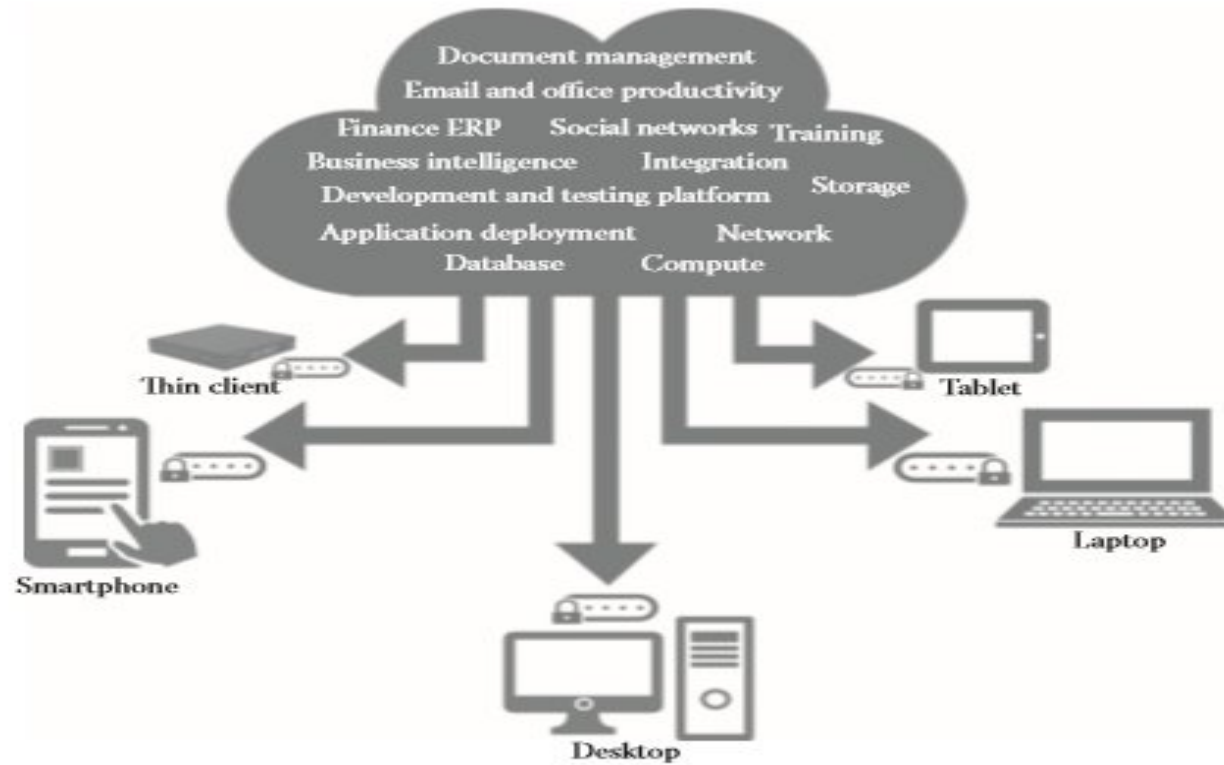 Document management
Email and office productivity
Finance ERP Social networks Training
Business intelligence Integration
Storage
Development and testing platform
Application deployment Network
Database Compute
Thin client
Tablet
Smartphone
Laptop
Desktop